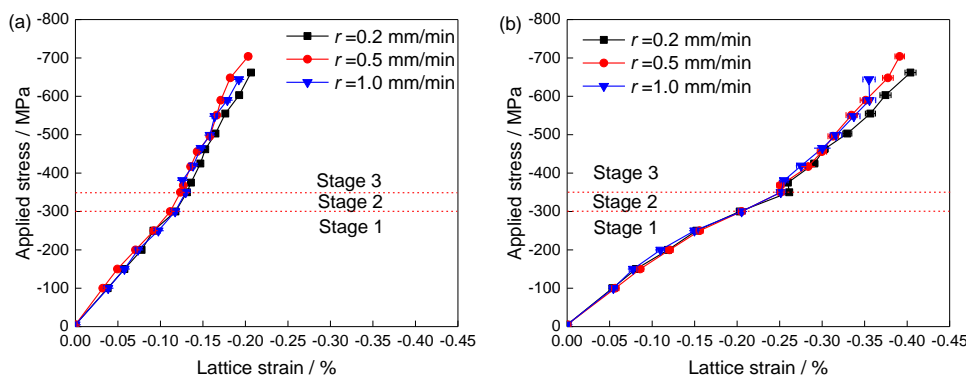 (a)
-800
-700
-600
-500
-400
-300
-200
-100
0
Applied stress / MPa
r =0.2 mm/min
r =0.5 mm/min
r =1.0 mm/min
Stage 3
Stage 2
Stage 1
0.00 -0.05 -0.10 -0.15 -0.20 -0.25 -0.30 -0.35 -0.40 -0.45
Lattice strain / %
(b)
-800
-700
-600
-500
-400
-300
-200
-100
0
Applied stress / MPa
r =0.2 mm/min
r =0.5 mm/min
r =1.0 mm/min
Stage 3
Stage 2
Stage 1
0.00 -0.05 -0.10 -0.15 -0.20 -0.25 -0.30 -0.35 -0.40 -0.45
Lattice strain / %